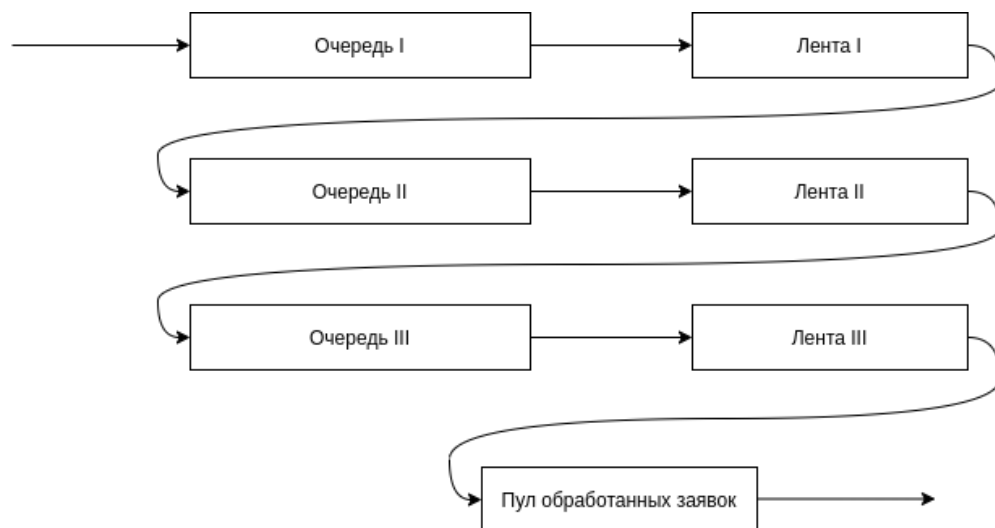 Очередь I
Лента I
Очередь II
Лента II
Очередь III
Лента III
Пул обработанных заявок